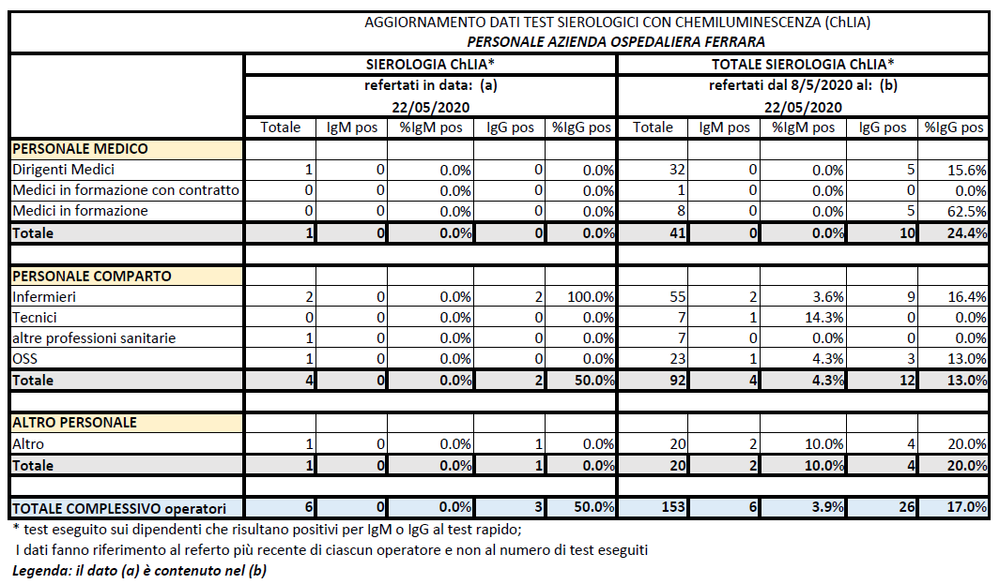 AGGIORNAMENTO DATI TEST SIEROLOGICI CON CHEMILUMINESCENZA (ChLIA)
PERSONALE AZIENDA OSPEDALIERA FERRARA
SIEROLOGIA ChLIA* TOTALE SIEROLOGIA ChLIA*
refertati in data: (a) refertati dal 8/5/2020 al: (b)
22/05/2020 22/05/2020
Totale IgM pos %IgM pos IgG pos %IgG pos Totale IgM pos %IgM pos IgG pos %IgG pos
PERSONALE MEDICO
Dirigenti Medici 1 0 0.0% 0 0.0% 32 0 0.0% 5 15.6%
Medici in formazione con contratto 0 0 0.0% 0 0.0% 1 0 0.0% 0 0.0%
Medici in formazione 0 0 0.0% 0 0.0% 8 0 0.0% 5 62.5%
Totale 1 0 0.0% 0 0.0% 41 0 0.0% 10 24.4%
PERSONALE COMPARTO
Infermieri 2 0 0.0% 2 100.0% 55 2 3.6% 9 16.4%
Tecnici 0 0 0.0% 0 0.0% 7 1 14.3% 0 0.0%
altre professioni sanitarie 1 0 0.0% 0 0.0% 7 0 0.0% 0 0.0%
OSS 1 0 0.0% 0 0.0% 23 1 4.3% 3 13.0%
Totale 4 0 0.0% 2 50.0% 92 4 4.3% 12 13.0%
ALTRO PERSONALE
Altro 1 0 0.0% 1 0.0% 20 2 10.0% 4 20.0%
Totale 1 0 0.0% 1 0.0% 20 2 10.0% 4 20.0%
TOTALE COMPLESSIVO operatori 6 0 0.0% 3 50.0% 153 6 3.9% 26 17.0%
* test eseguito sui dipendenti che risultano positivi per IgM o IgG al test rapido;
I dati fanno riferimento al referto più recente di ciascun operatore e non al numero di test eseguiti
Legenda: il dato (a) è contenuto nel (b)